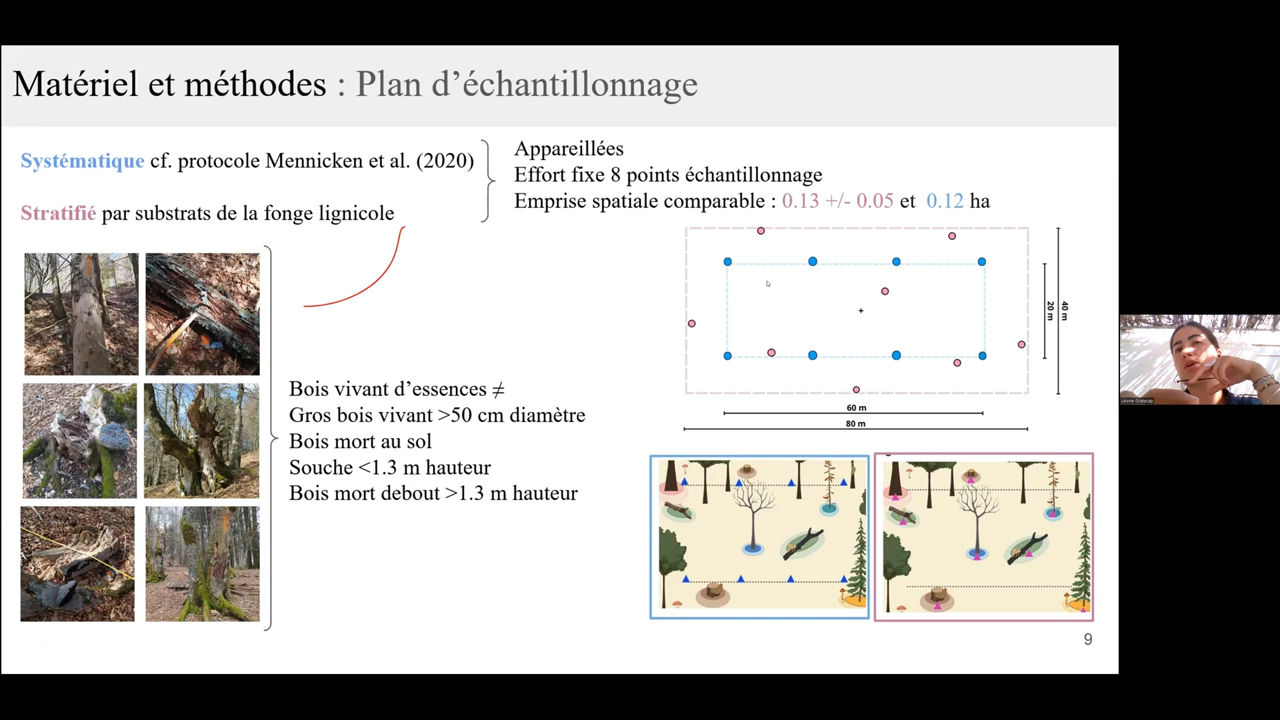 Matériel et méthodes : Plan d’échantillonnage
Systématique cf. protocole Mennicken et al. (2020)
Stratifié par substrats de la fonge lignicole
Appareillées
Effort fixe 8 points échantillonnage
Emprise spatiale comparable : 0.13 +/- 0.05 et 0.12 ha
20 m
40 m
60 m
80 m
Bois vivant d’essences ≠
Gros bois vivant >50 cm diamètre
Bois mort au sol
Souche <1.3 m hauteur
Bois mort debout >1.3 m hauteur
9